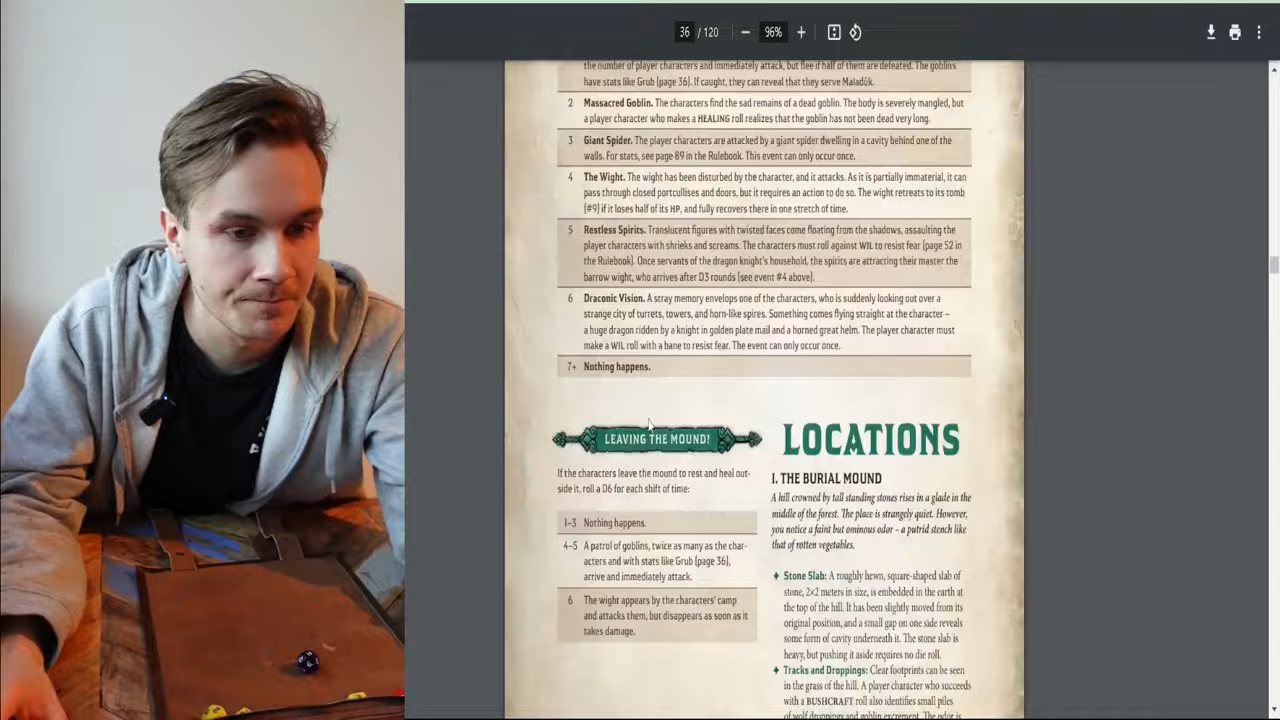 36 / 120
96%
the number of player characters and immediately attack, but flee if half of them are defeated. The goblins
have stats like Grub (page 36). If caught, they can reveal that they serve Maladûk.
2 Massacred Goblin. The characters find the sad remains of a dead goblin. The body is severely mangled, but
a player character who makes a HEALING roll realizes that the goblin has not been dead very long.
3 Giant Spider. The player characters are attacked by a giant spider dwelling in a cavity behind one of the
walls. For stats, see page 89 in the Rulebook. This event can only occur once.
4 The Wight. The wight has been disturbed by the character, and it attacks. As it is partially immaterial, it can
pass through closed portcullises and doors, but it requires an action to do so. The wight retreats to its tomb
(#9) if it loses half of its HP, and fully recovers there in one stretch of time.
5 Restless Spirits. Translucent figures with twisted faces come floating from the shadows, assaulting the
player characters with shrieks and screams. The characters must roll against WIL to resist fear (page 52 in
the Rulebook). Once servants of the dragon knight's household, the spirits are attracting their master the
barrow wight, who arrives after D3 rounds (see event #4 above).
6 Draconic Vision. A stray memory envelops one of the characters, who is suddenly looking out over a
strange city of turrets, towers, and horn-like spires. Something comes flying straight at the character –
a huge dragon ridden by a knight in golden plate mail and a horned great helm. The player character must
make a WIL roll with a bane to resist fear. The event can only occur once.
7+ Nothing happens.
LEAVING THE MOUND!
If the characters leave the mound to rest and heal out-
side it, roll a D6 for each shift of time:
1–3 Nothing happens.
4–5 A patrol of goblins, twice as many as the char-
acters and with stats like Grub (page 36),
arrive and immediately attack.
6 The wight appears by the characters' camp
and attacks them, but disappears as soon as it
takes damage.
LOCATIONS
1. THE BURIAL MOUND
A hill crowned by tall standing stones rises in a glade in the
middle of the forest. The place is strangely quiet. However,
you notice a faint but ominous odor – a putrid stench like
that of rotten vegetables.
Stone Slab: A roughly hewn, square-shaped slab of
stone, 2×2 meters in size, is embedded in the earth at
the top of the hill. It has been slightly moved from its
original position, and a small gap on one side reveals
some form of cavity underneath it. The stone slab is
heavy, but pushing it aside requires no die roll.
Tracks and Droppings: Clear footprints can be seen
in the grass of the hill. A player character who succeeds
with a BUSHCRAFT roll also identifies small piles
of wolf droppings and goblin excrement. The odor is